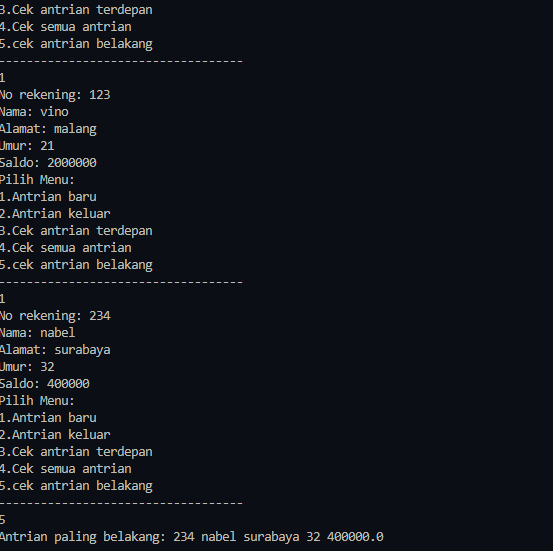 3.Cek antrian terdepan
4.Cek semua antrian
5.cek antrian belakang
-----------------------------------
1
No rekening: 123
Nama: vino
Alamat: malang
Umur: 21
Saldo: 2000000
Pilih Menu:
1.Antrian baru
2.Antrian keluar
3.Cek antrian terdepan
4.Cek semua antrian
5.cek antrian belakang
-----------------------------------
1
No rekening: 234
Nama: nabel
Alamat: surabaya
Umur: 32
Saldo: 400000
Pilih Menu:
1.Antrian baru
2.Antrian keluar
3.Cek antrian terdepan
4.Cek semua antrian
5.cek antrian belakang
-----------------------------------
5
Antrian paling belakang: 234 nabel surabaya 32 400000.0